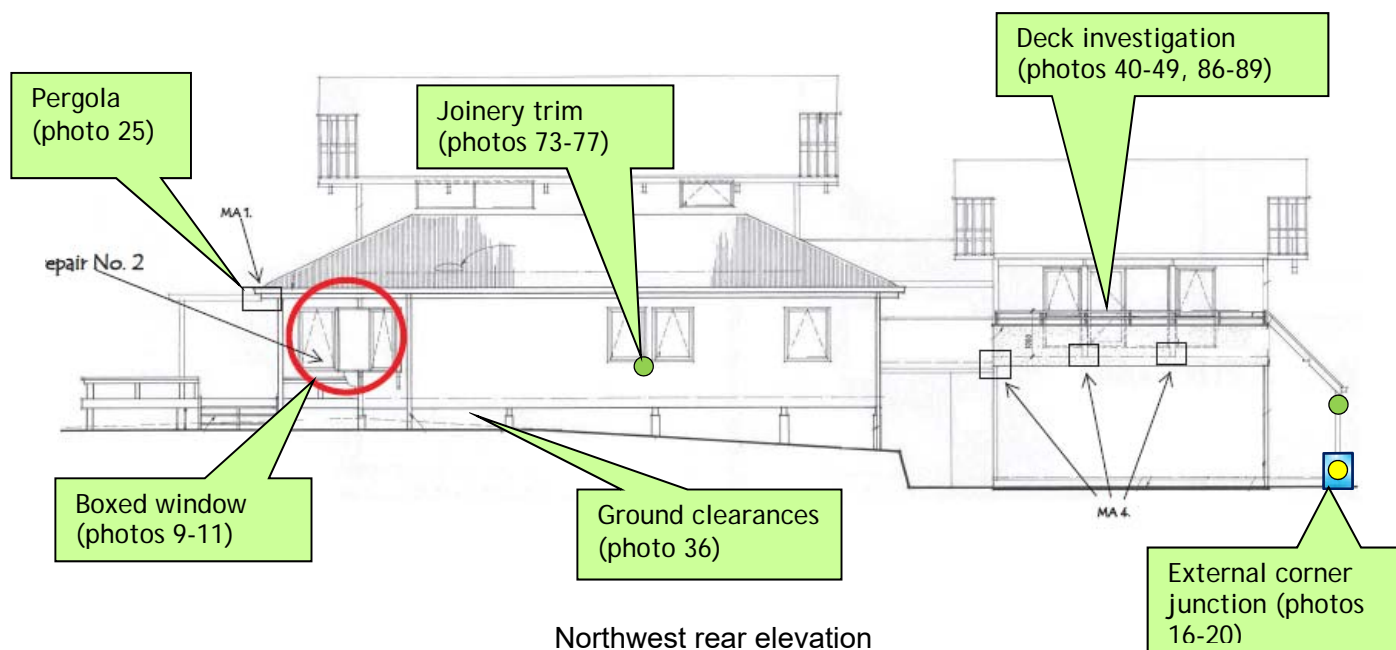 Deck investigation
(photos 40-49, 86-89)
Pergola
(photo 25)
Joinery trim
(photos 73-77)
MA 1.
epair No. 2
Boxed window
(photos 9-11)
Ground clearances
(photo 36)
MA 4.
External corner
junction (photos
16-20)
Northwest rear elevation